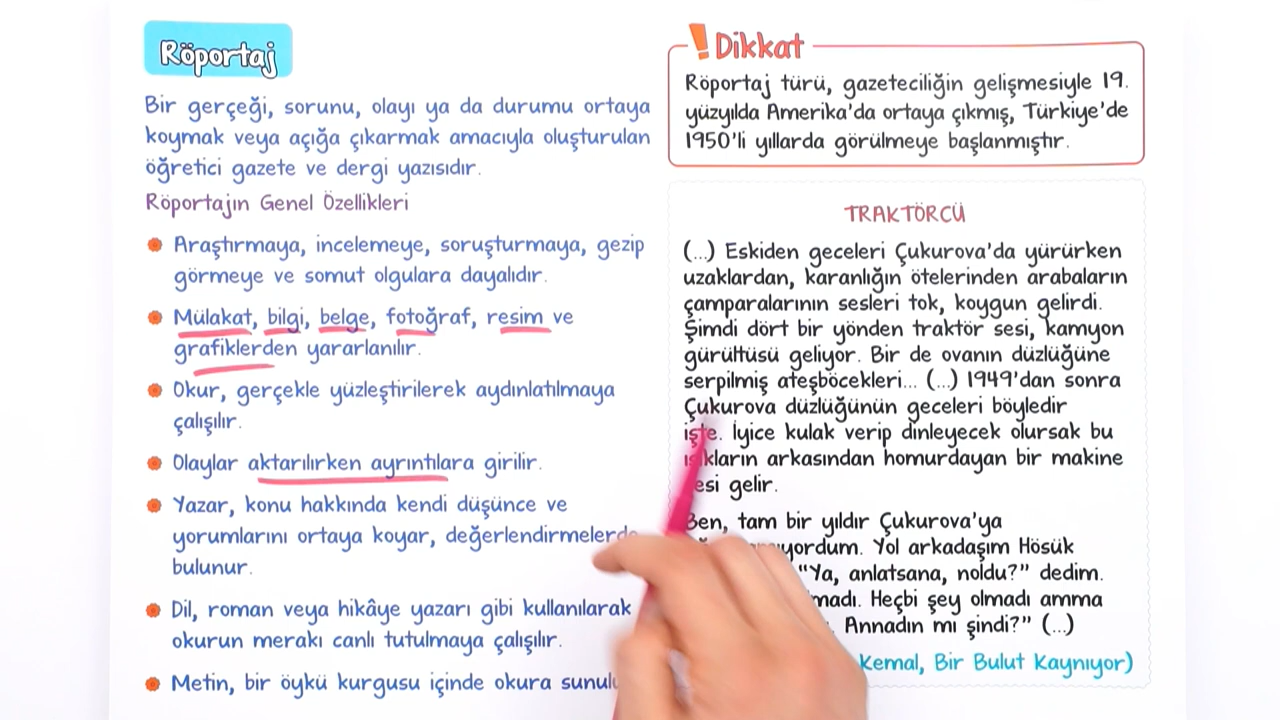 Röportaj
Bir gerçeği, sorunu, olayı ya da durumu ortaya
koymak veya açığa çıkarmak amacıyla oluşturulan
öğretici gazete ve dergi yazısıdır.
Röportajın Genel Özellikleri
Araştırmaya, incelemeye, soruşturmaya, gezip
görmeye ve somut olgulara dayalıdır.
Mülakat, bilgi, belge, fotoğraf, resim ve
grafiklerden yararlanılır.
Okur, gerçekle yüzleştirilerek aydınlatılmaya
çalışılır.
Olaylar aktarılırken ayrıntılara girilir.
Yazar, konu hakkında kendi düşünce ve
yorumlarını ortaya koyar, değerlendirmelerde
bulunur.
Dil, roman veya hikâye yazarı gibi kullanılarak
okurun merakı canlı tutulmaya çalışılır.
Metin, bir öykü kurgusu içinde okura
Dikkat
Röportaj türü, gazeteciliğin gelişmesiyle 19.
yüzyılda Amerika'da ortaya çıkmış, Türkiye'de
1950'li yıllarda görülmeye başlanmıştır.
TRAKTÖRCÜ
(...) Eskiden geceleri Çukurova'da yürürken
uzaklardan, karanlığın ötelerinden arabaların
çamparalarının sesleri tok, koygun gelirdi.
Şimdi dört bir yönden traktör sesi, kamyon
gürültüsü geliyor. Bir de ovanın düzlüğüne
serpilmiş ateşböcekleri... (...) 1949'dan sonra
Çukurova düzlüğünün geceleri böyledir
işte. İyice kulak verip dinleyecek olursak bu
ışıkların arkasından homurdayan bir makine
sesi gelir.
Ben, tam bir yıldır Çukurova'ya
Yol arkadaşım Hösük
"Ya, anlatsana, noldu?" dedim.
Heçbi şey olmadı amma
Annadın mı şindi?" (...)
Kemal, Bir Bulut Kaynıyor)